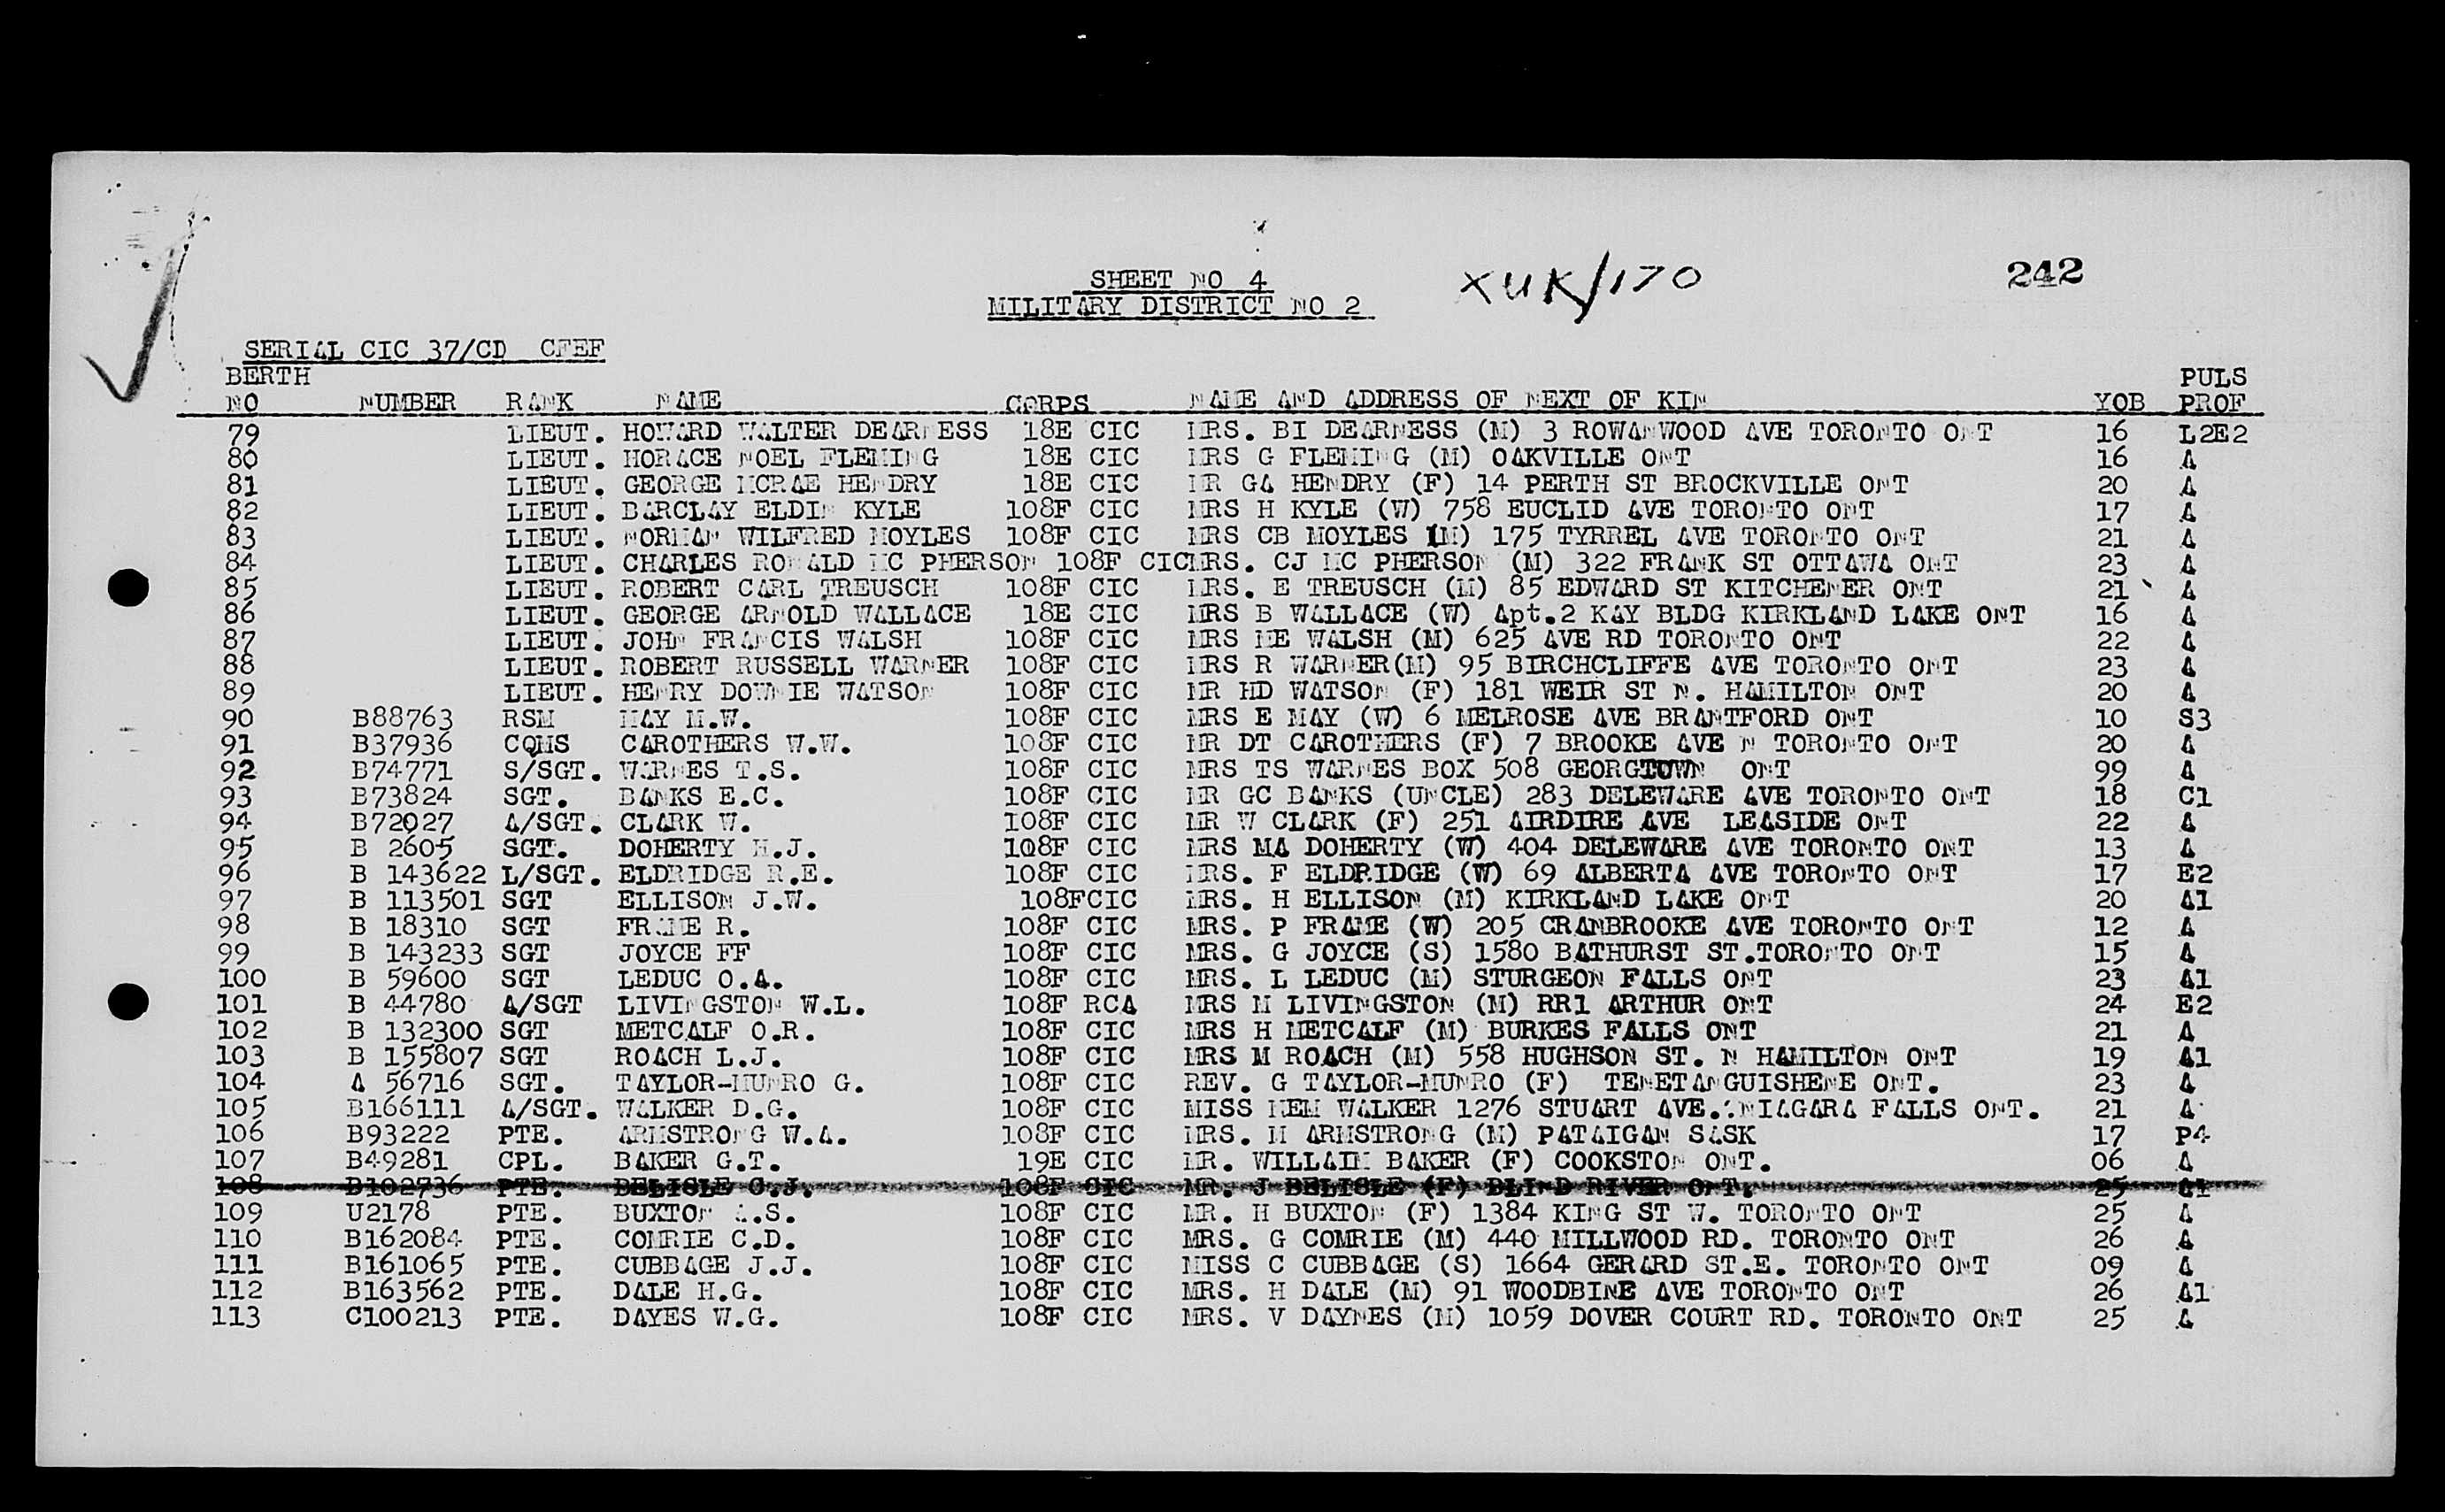 SHEET NO 4
XUK/170
242
MILITARY DISTRICT NO 2
SERIAL CIC 37/CD CFEF
BERTH PULS
NO NUMBER RANK NAME CORPS NAME AND ADDRESS OF NEXT OF KIN YOB PROF
79 LIEUT. HOWARD WALTER DEARNESS 18E CIC MRS. BI DEARNESS (M) 3 ROWANWOOD AVE TORONTO ONT 16 L2E2
80 LIEUT. HORACE NOEL FLEMING 18E CIC MRS G FLEMING (M) OAKVILLE ONT 16 A
81 LIEUT. GEORGE MCRAE HENDRY 18E CIC MR GA HENDRY (F) 14 PERTH ST BROCKVILLE ONT 20 A
82 LIEUT. BARCLAY ELDIN KYLE 108F CIC MRS H KYLE (W) 758 EUCLID AVE TORONTO ONT 17 A
83 LIEUT. NORMAN WILFRED MOYLES 108F CIC MRS CB MOYLES (M) 175 TYRREL AVE TORONTO ONT 21 A
84 LIEUT. CHARLES RONALD MC PHERSON 108F CICMRS. CJ MC PHERSON (M) 322 FRANK ST OTTAWA ONT 23 A
85 LIEUT. ROBERT CARL TREUSCH 108F CIC MRS. E TREUSCH (M) 85 EDWARD ST KITCHENER ONT 21 A
86 LIEUT. GEORGE ARNOLD WALLACE 18E CIC MRS B WALLACE (W) Apt.2 KAY BLDG KIRKLAND LAKE ONT 16 A
87 LIEUT. JOHN FRANCIS WALSH 108F CIC MRS ME WALSH (M) 625 AVE RD TORONTO ONT 22 A
88 LIEUT. ROBERT RUSSELL WARNER 108F CIC MRS R WARNER(M) 95 BIRCHCLIFFE AVE TORONTO ONT 23 A
89 LIEUT. HENRY DOWNIE WATSON 108F CIC MR HD WATSON (F) 181 WEIR ST N. HAMILTON ONT 20 A
90 B88763 RSM MAY M.W. 108F CIC MRS E MAY (W) 6 MELROSE AVE BRANTFORD ONT 10 S3
91 B37936 CQMS CAROTHERS W.W. 108F CIC MR DT CAROTHERS (F) 7 BROOKE AVE N TORONTO ONT 20 A
92 B74771 S/SGT. WARNES T.S. 108F CIC MRS TS WARNES BOX 508 GEORGTOWN ONT 99 A
93 B73824 SGT. BANKS E.C. 108F CIC MR GC BANKS (UNCLE) 283 DELEWARE AVE TORONTO ONT 18 C1
94 B72027 A/SGT. CLARK W. 108F CIC MR W CLARK (F) 251 AIRDIRE AVE LEASIDE ONT 22 A
95 B 2605 SGT. DOHERTY H.J. 108F CIC MRS MA DOHERTY (W) 404 DELEWARE AVE TORONTO ONT 13 A
96 B 143622 L/SGT. ELDRIDGE R.E. 108F CIC MRS. F ELDRIDGE (W) 69 ALBERTA AVE TORONTO ONT 17 E2
97 B 113501 SGT ELLISON J.W. 108FCIC MRS. H ELLISON (M) KIRKLAND LAKE ONT 20 A1
98 B 18310 SGT FRAME R. 108F CIC MRS. P FRAME (W) 205 CRANBROOKE AVE TORONTO ONT 12 A
99 B 143233 SGT JOYCE FF 108F CIC MRS. G JOYCE (S) 1580 BATHURST ST.TORONTO ONT 15 A
100 B 59600 SGT LEDUC O.A. 108F CIC MRS. L LEDUC (M) STURGEON FALLS ONT 23 A1
101 B 44780 A/SGT LIVINGSTON W.L. 108F RCA MRS M LIVINGSTON (M) RR1 ARTHUR ONT 24 E2
102 B 132300 SGT METCALF O.R. 108F CIC MRS H METCALF (M) BURKES FALLS ONT 21 A
103 B 155807 SGT ROACH L.J. 108F CIC MRS M ROACH (M) 558 HUGHSON ST. N HAMILTON ONT 19 A1
104 A 56716 SGT. TAYLOR-MUNRO G. 108F CIC REV. G TAYLOR-MUNRO (F) TENETANGUISHENE ONT. 23 A
105 B166111 A/SGT. WALKER D.G. 108F CIC MISS MEM WALKER 1276 STUART AVE. NIAGARA FALLS ONT. 21 A
106 B93222 PTE. ARMSTRONG W.A. 108F CIC MRS. M ARMSTRONG (M) PATAIGAN SASK 17 P4
107 B49281 CPL. BAKER G.T. 19E CIC MR. WILLAIM BAKER (F) COOKSTON ONT. 06 A
108 B102736 PTE. BELISLE C.J. 108F CIC MR. J BELISLE (F) BLIND RIVER ONT. 25 C1
109 U2178 PTE. BUXTON A.S. 108F CIC MR. H BUXTON (F) 1384 KING ST W. TORONTO ONT 25 A
110 B162084 PTE. COMRIE C.D. 108F CIC MRS. G COMRIE (M) 440 MILLWOOD RD. TORONTO ONT 26 A
111 B161065 PTE. CUBBAGE J.J. 108F CIC MISS C CUBBAGE (S) 1664 GERARD ST.E. TORONTO ONT 09 A
112 B163562 PTE. DALE H.G. 108F CIC MRS. H DALE (M) 91 WOODBINE AVE TORONTO ONT 26 A1
113 C100213 PTE. DAYES W.G. 108F CIC MRS. V DAYNES (M) 1059 DOVER COURT RD. TORONTO ONT 25 A